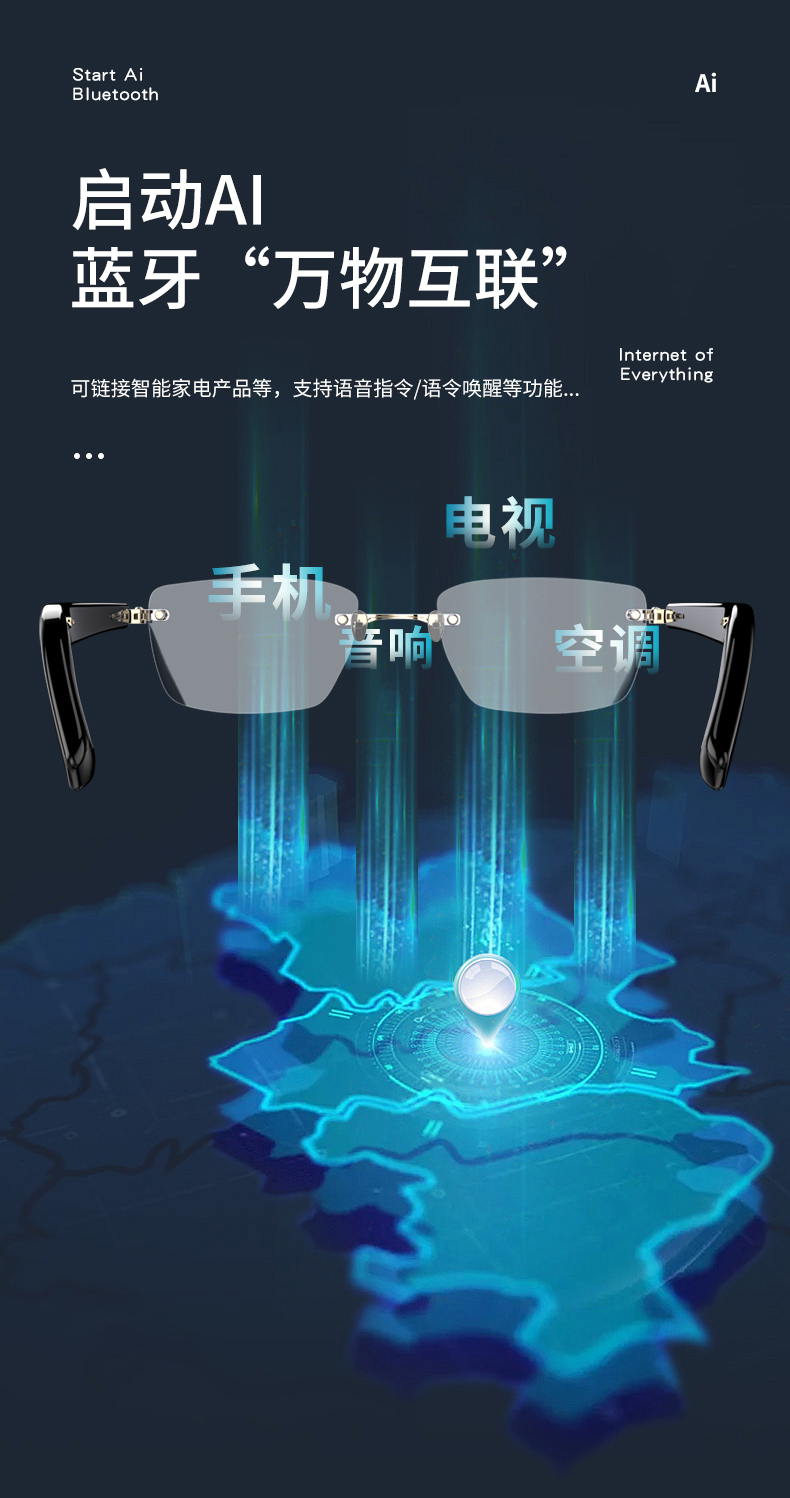 Start Ai
Bluetooth
Ai
启动AI
蓝牙“万物互联”
Internet of
Everything
可链接智能家电产品等，支持语音指令/语令唤醒等功能...
...
电视
手机
音响
空调